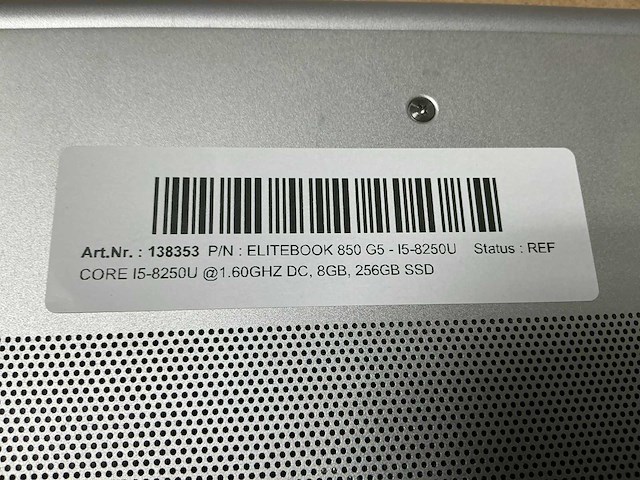 Art.Nr. : 138353 P/N : ELITEBOOK 850 G5 - I5-8250U Status : REF
CORE I5-8250U @1.60GHZ DC, 8GB, 256GB SSD